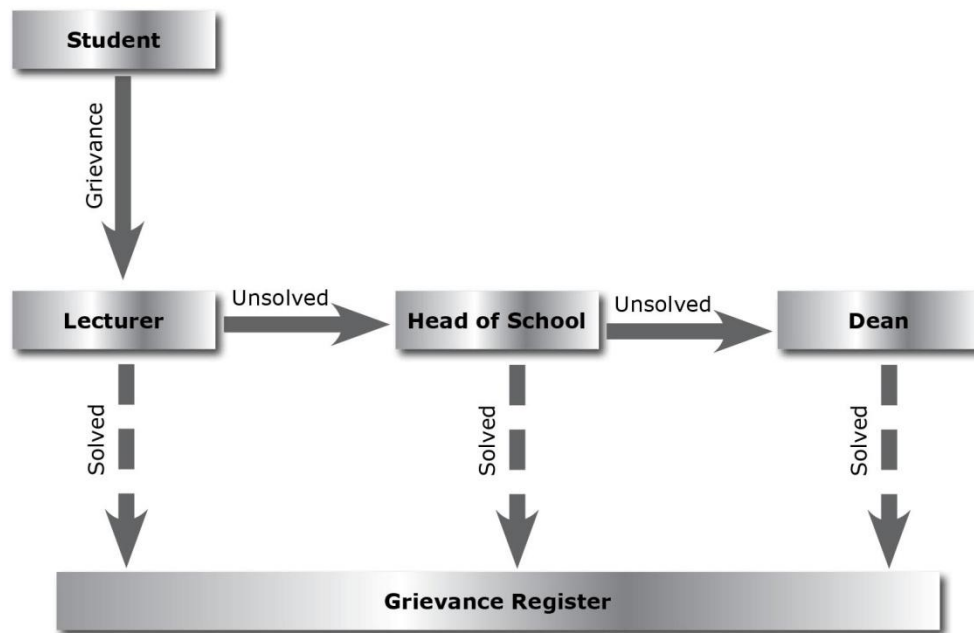 Student
Grievance
Lecturer
Unsolved
Head of School
Unsolved
Dean
Solved
Solved
Solved
Grievance Register